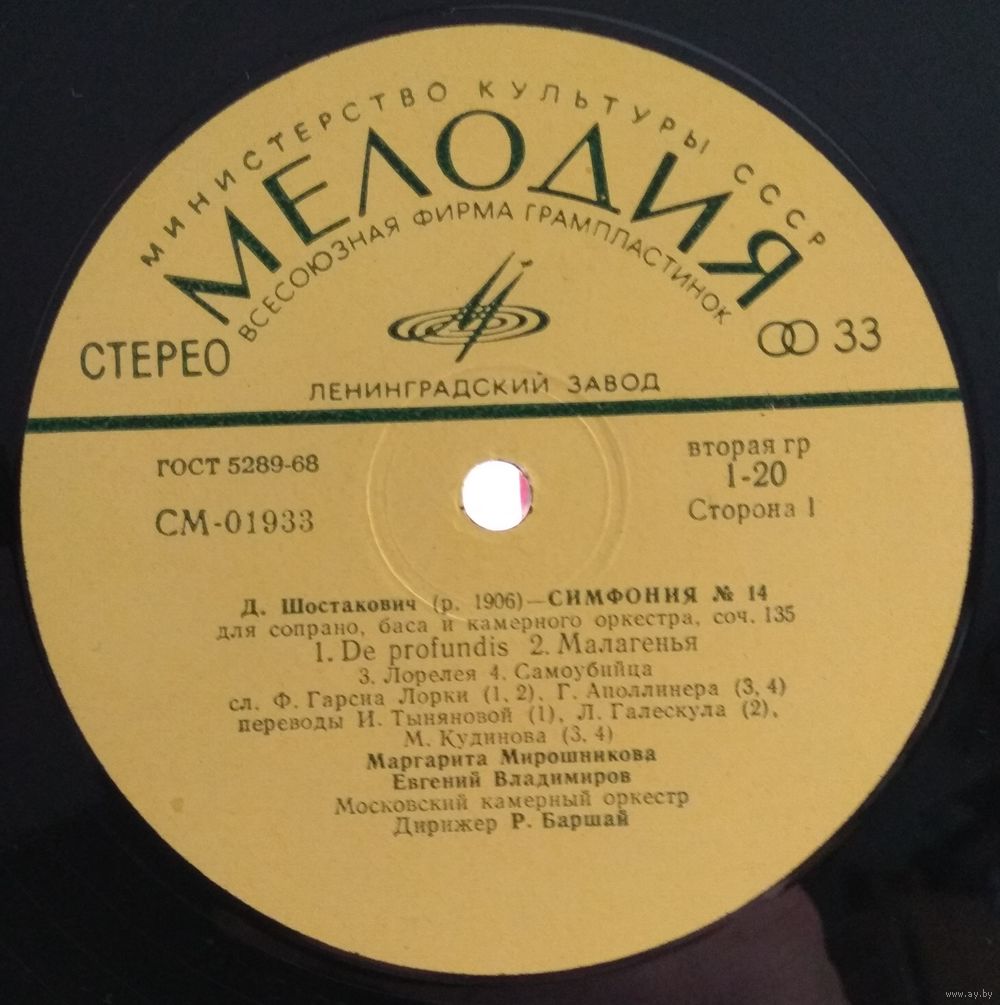 МИНИСТЕРСТВО КУЛЬТУРЫ СССР
МЕЛОДИЯ
ВСЕСОЮЗНАЯ ФИРМА ГРАМПЛАСТИНОК
СТЕРЕО
33
ЛЕНИНГРАДСКИЙ ЗАВОД
ГОСТ 5289-68
вторая гр
1-20
СМ-01933
Сторона 1
Д. Шостакович (р. 1906)—СИМФОНИЯ № 14
для сопрано, баса и камерного оркестра, соч. 135
1. De profundis 2. Малагенья
3. Лорелея 4. Самоубийца
сл. Ф. Гарсиа Лорки (1, 2), Г. Аполлинера (3, 4)
переводы И. Тыняновой (1), Л. Галескула (2),
М. Кудинова (3, 4)
Маргарита Мирошникова
Евгений Владимиров
Московский камерный оркестр
Дирижер Р. Баршай
www.ay.by